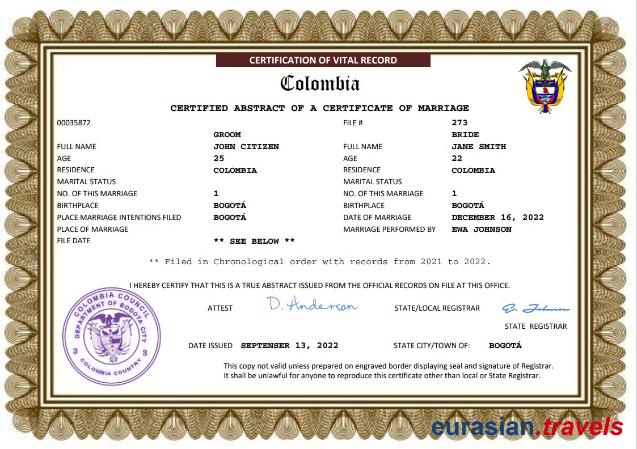 CERTIFICATION OF VITAL RECORD
Colombia
CERTIFIED ABSTRACT OF A CERTIFICATE OF MARRIAGE
00035872 FILE # 273
GROOM BRIDE
FULL NAME JOHN CITIZEN FULL NAME JANE SMITH
AGE 25 AGE 22
RESIDENCE COLOMBIA RESIDENCE COLOMBIA
MARITAL STATUS MARITAL STATUS
NO. OF THIS MARRIAGE 1 NO. OF THIS MARRIAGE 1
BIRTHPLACE BOGOTÁ BIRTHPLACE BOGOTÁ
PLACE MARRIAGE INTENTIONS FILED BOGOTÁ DATE OF MARRIAGE DECEMBER 16, 2022
PLACE OF MARRIAGE MARRIAGE PERFORMED BY EWA JOHNSON
FILE DATE ** SEE BELOW **
** Filed in Chronological order with records from 2021 to 2022.
I HEREBY CERTIFY THAT THIS IS A TRUE ABSTRACT ISSUED FROM THE OFFICIAL RECORDS ON FILE AT THIS OFFICE.
COLOMBIA COUNCIL
DEPARTMENT OF BOGOTA CITY
3 3
COLOMBIA COUNTRY
ATTEST D. Anderson STATE/LOCAL REGISTRAR E. Johnson
STATE REGISTRAR
DATE ISSUED SEPTENSER 13, 2022 STATE CITY/TOWN OF: BOGOTÁ
This copy not valid unless prepared on engraved border displaying seal and signature of Registrar.
It shall be unlawful for anyone to reproduce this certificate other than local or State Registrar.
eurasian.travels